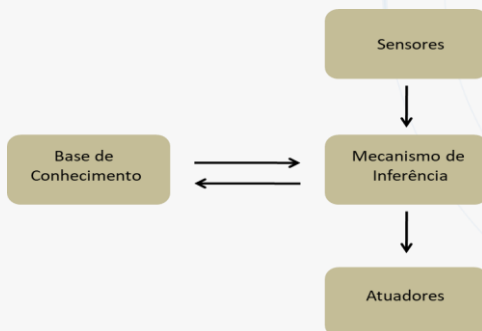 Sensores
Base de
Conhecimento
Mecanismo de
Inferência
Atuadores